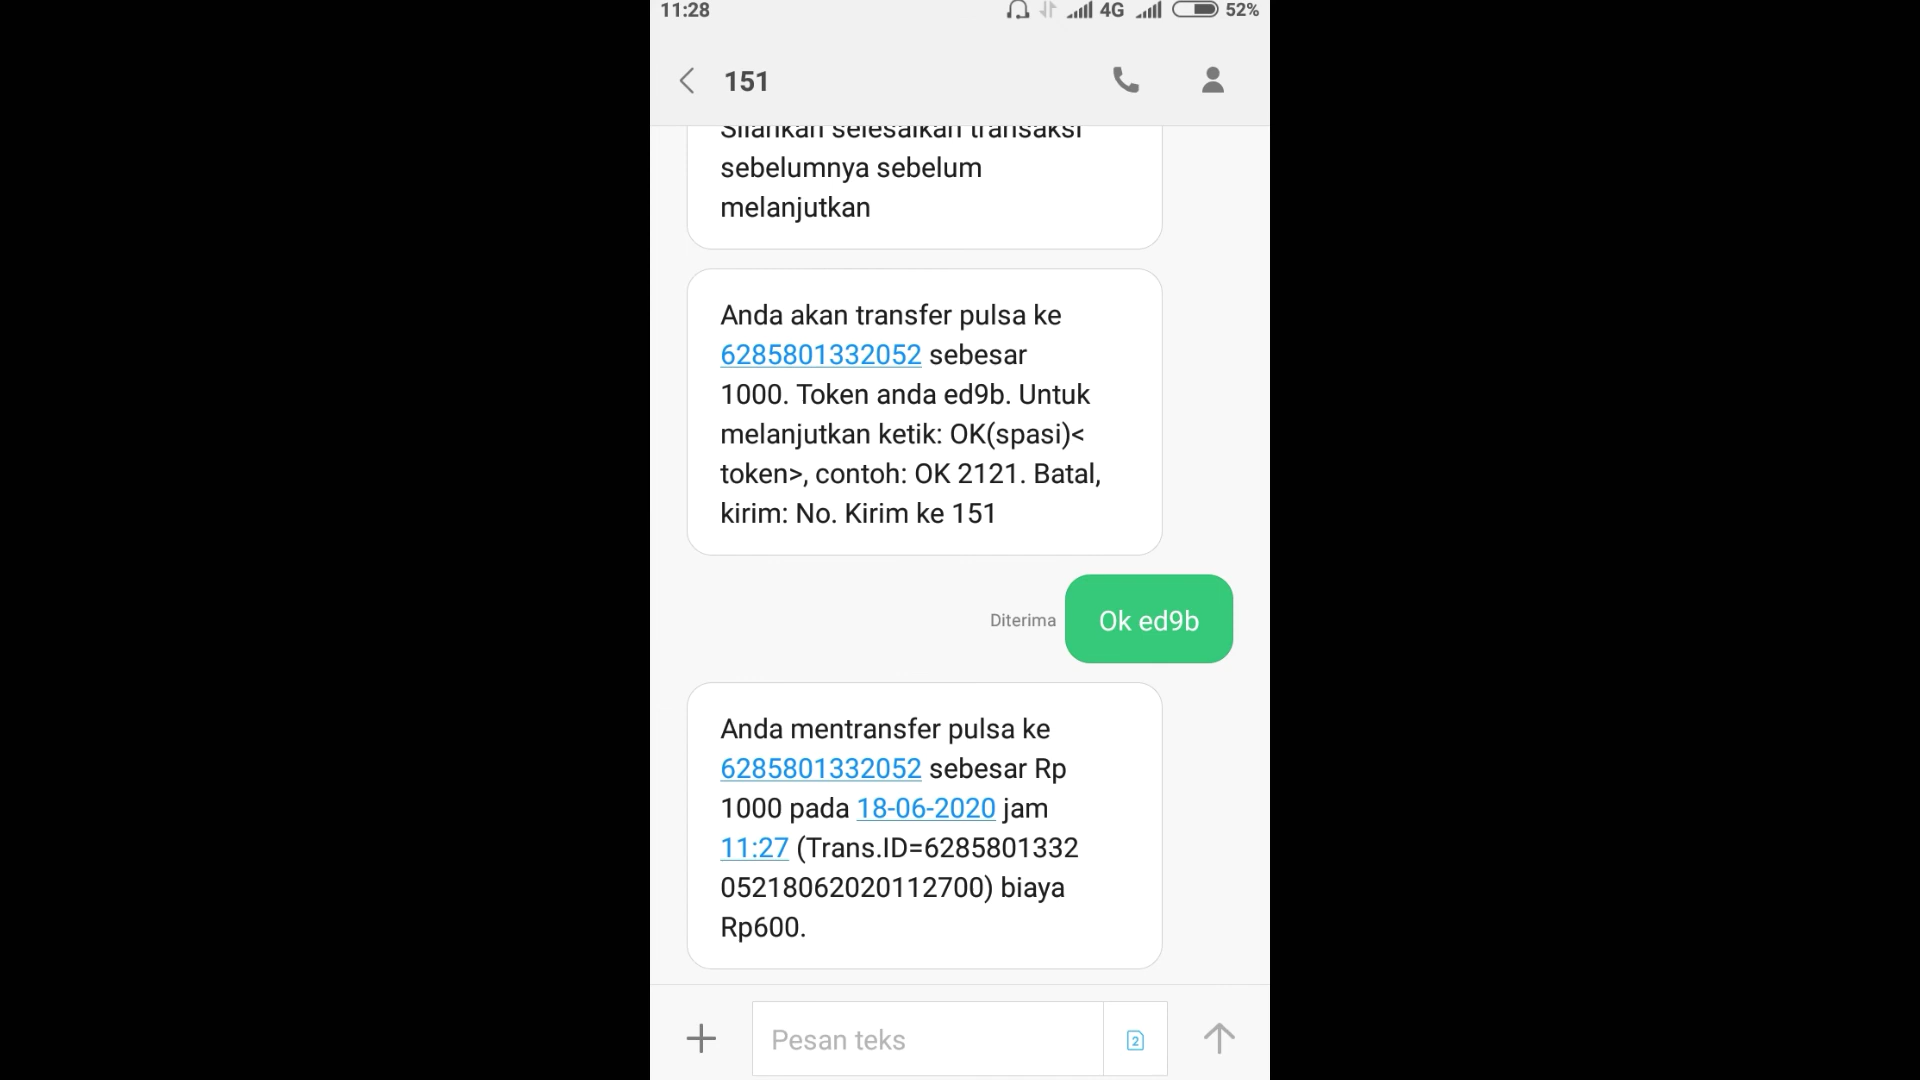 11:28 4G 52%
151
Silahkan selesaikan transaksi
sebelumnya sebelum
melanjutkan
Anda akan transfer pulsa ke
6285801332052 sebesar
1000. Token anda ed9b. Untuk
melanjutkan ketik: OK(spasi)<
token>, contoh: OK 2121. Batal,
kirim: No. Kirim ke 151
Diterima Ok ed9b
Anda mentransfer pulsa ke
6285801332052 sebesar Rp
1000 pada 18-06-2020 jam
11:27 (Trans.ID=6285801332
05218062020112700) biaya
Rp600.
Pesan teks 2